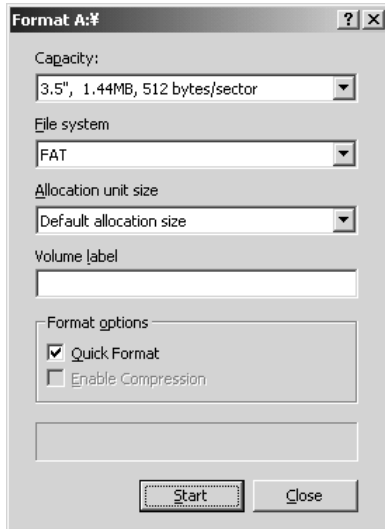 Format A:¥
Capacity:
3.5", 1.44MB, 512 bytes/sector
File system
FAT
Allocation unit size
Default allocation size
Volume label
Format options
Quick Format
Enable Compression
Start
Close